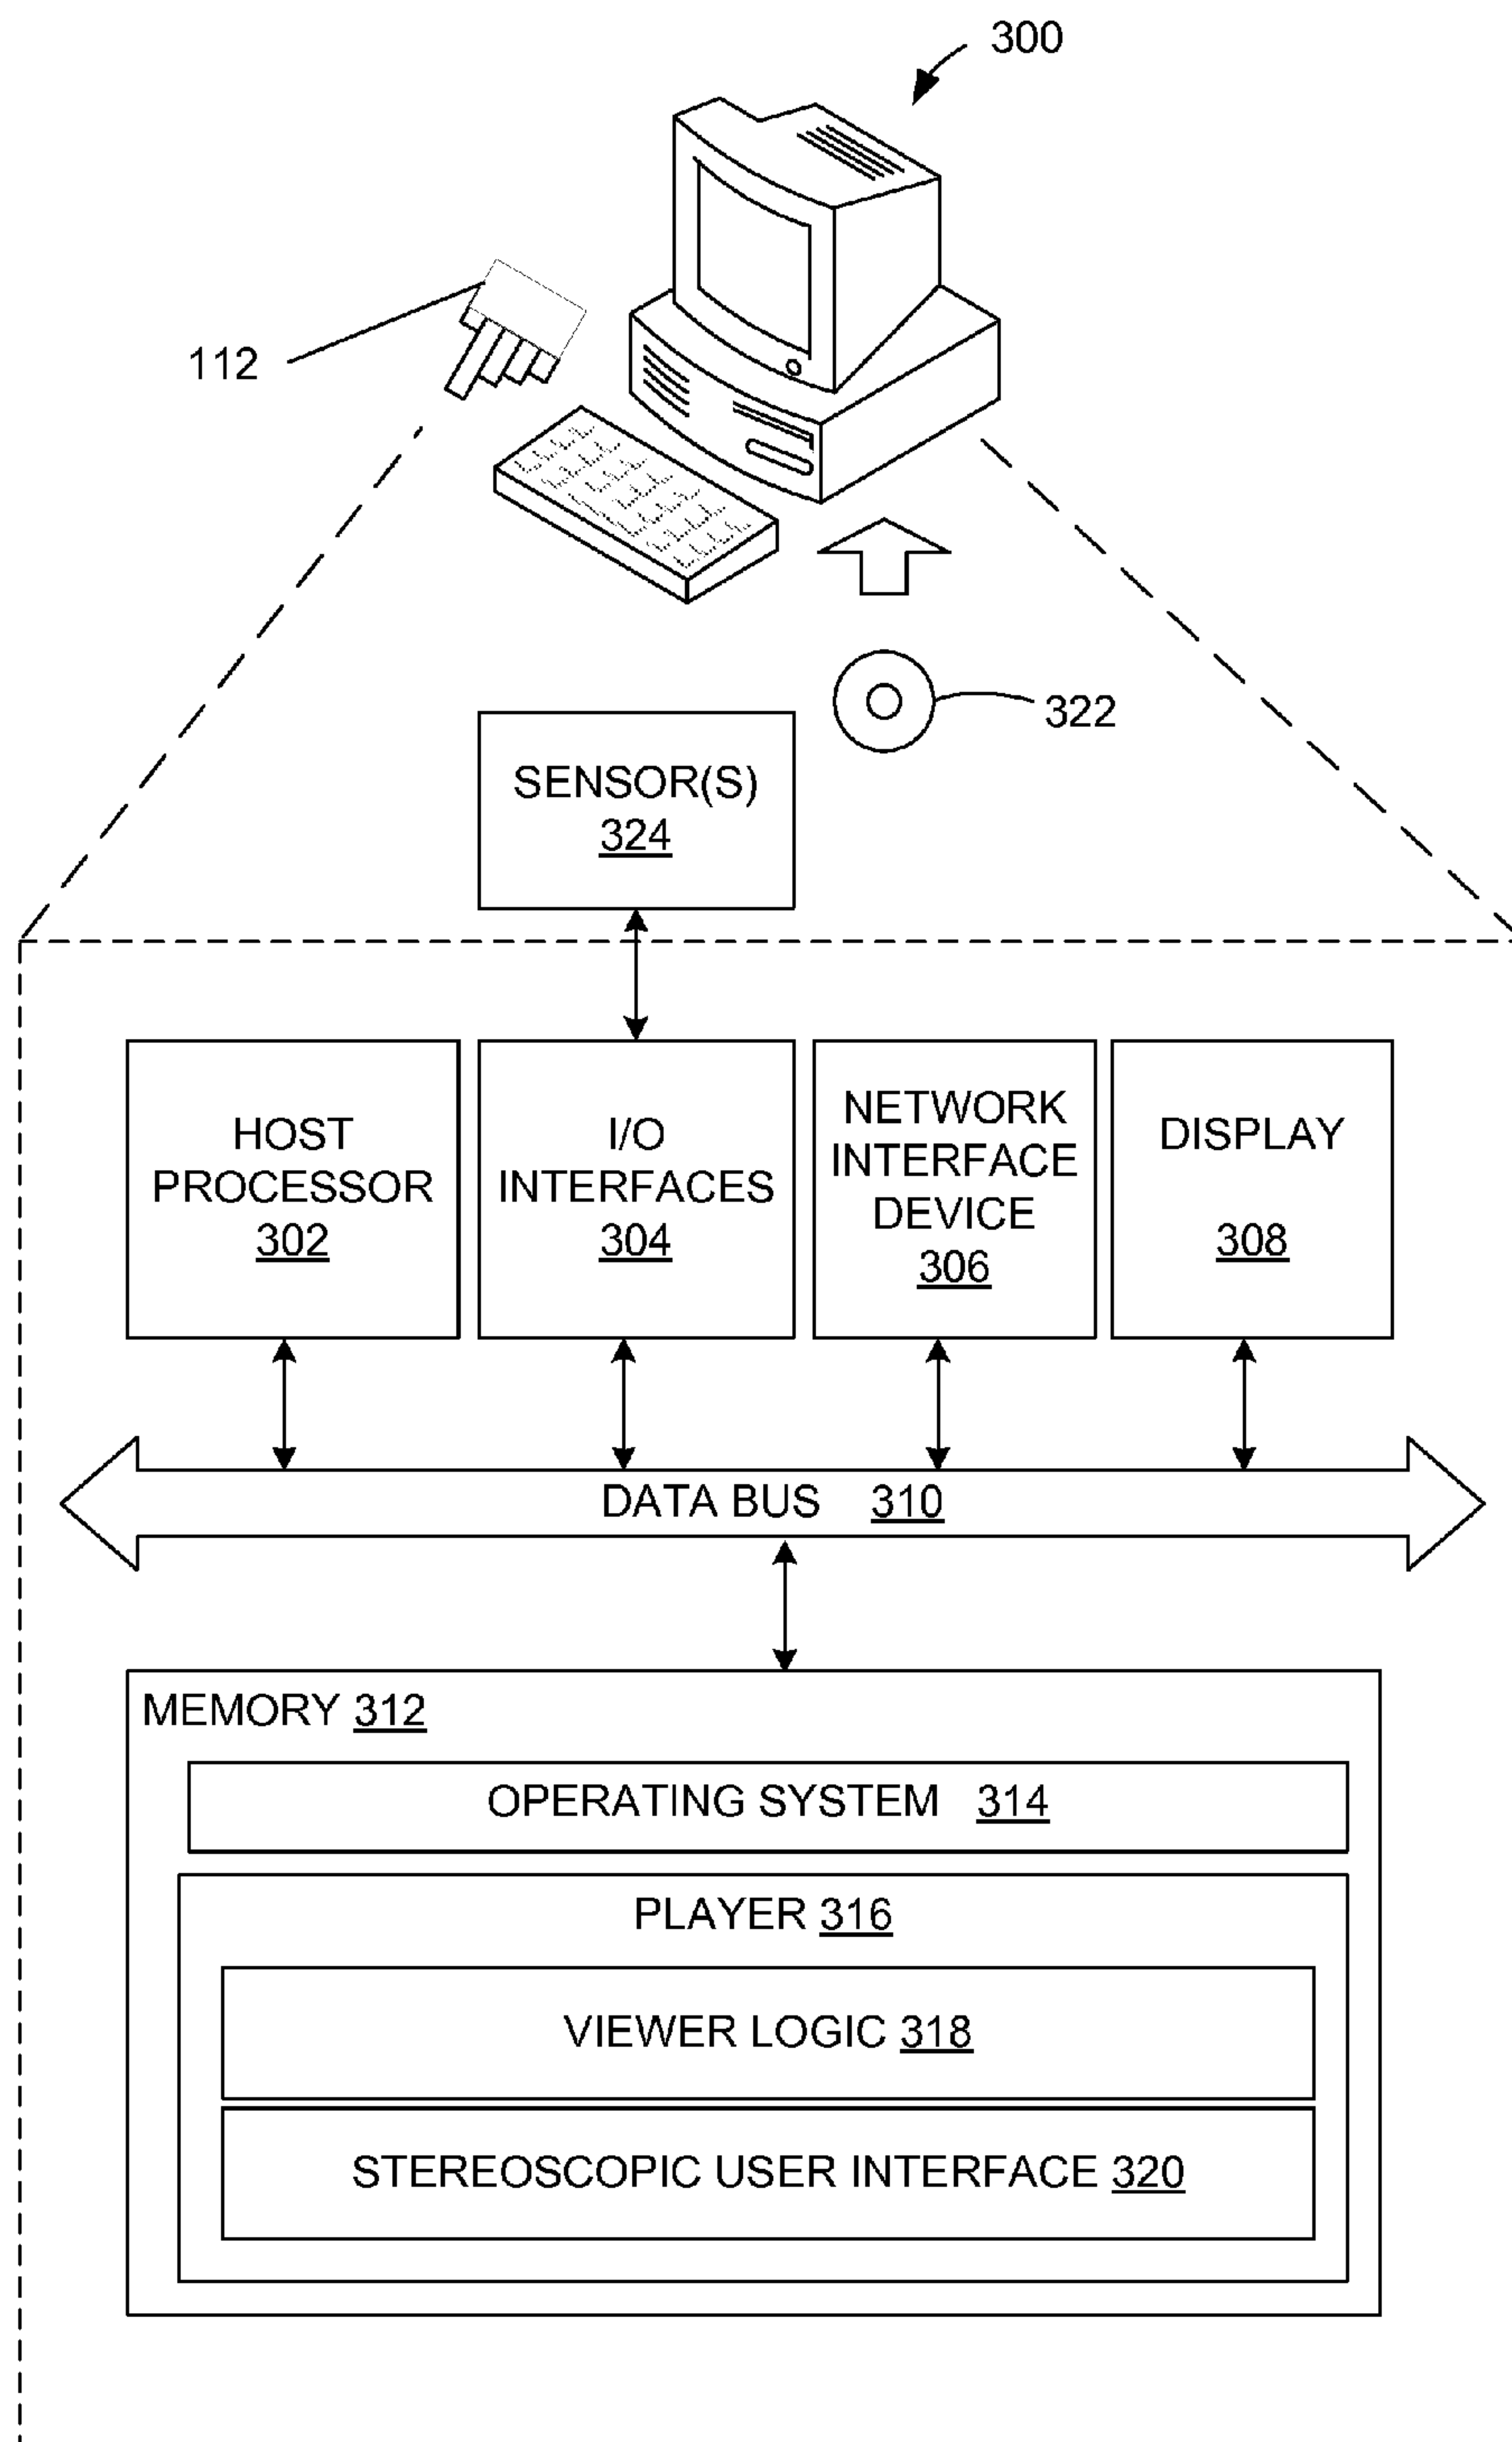 300
112
322
SENSOR(S)
324
HOST
PROCESSOR
302
I/O
INTERFACES
304
NETWORK
INTERFACE
DEVICE
306
DISPLAY
308
DATA BUS 310
MEMORY 312
OPERATING SYSTEM 314
PLAYER 316
VIEWER LOGIC 318
STEREOSCOPIC USER INTERFACE 320